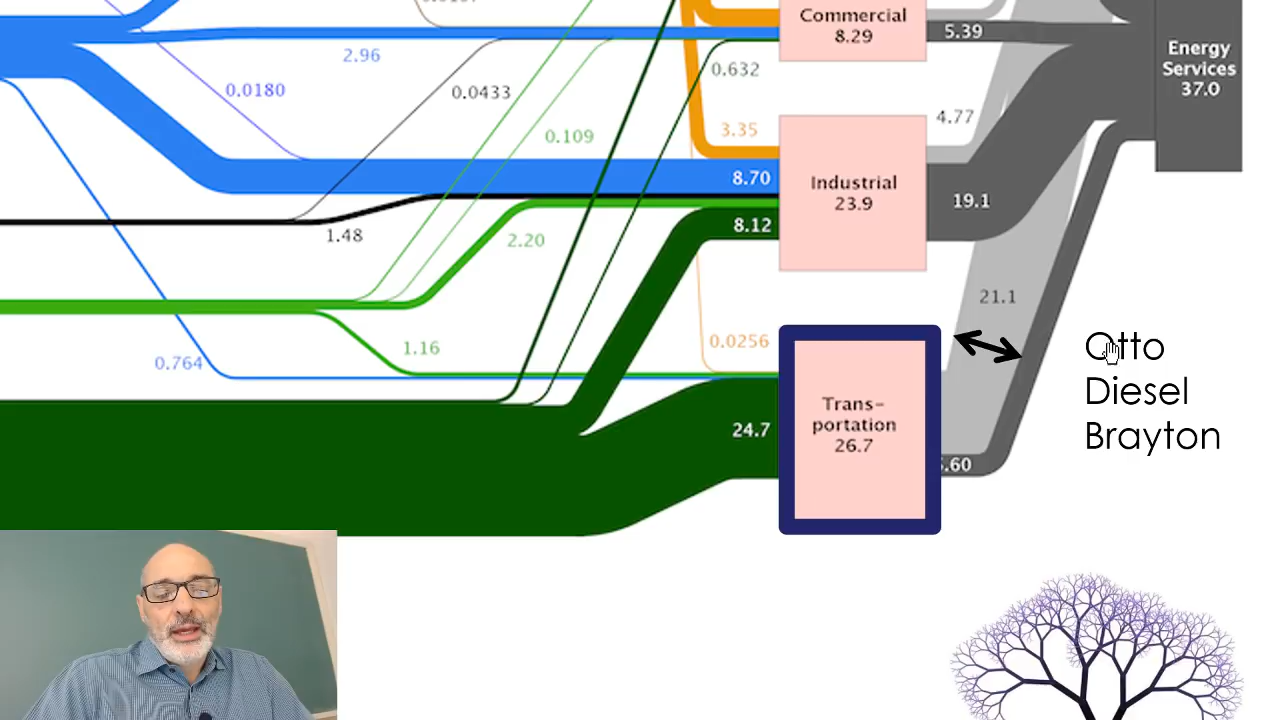 Commercial
8.29
5.39
Energy
Services
37.0
2.96
0.632
0.0180
0.0433
4.77
0.109
3.35
8.70
Industrial
23.9
19.1
8.12
1.48
2.20
21.1
0.0256
0.764
1.16
Otto
Diesel
Brayton
Trans-
portation
26.7
24.7
.60